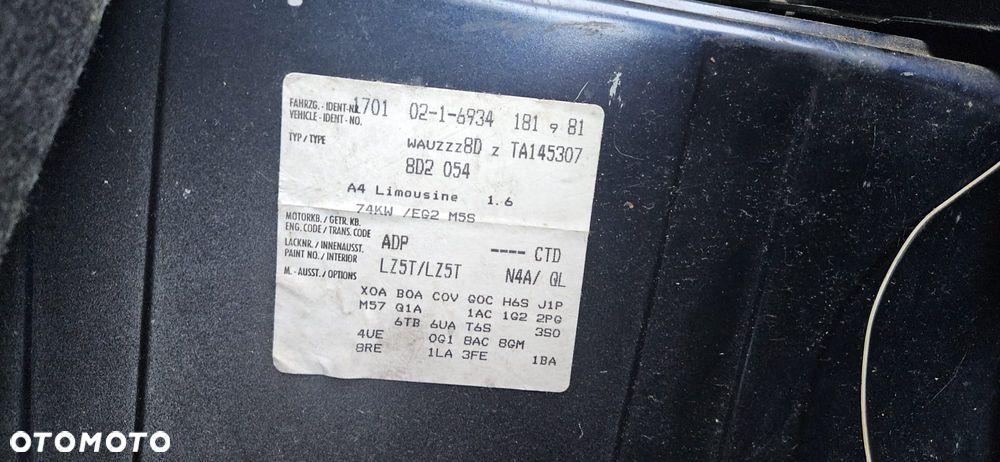 FAHRZG. - IDENT-NR. 1701 02-1-6934 181 9 81
VEHICLE - IDENT - NO.
WAUZZZ8D z TA145307
TYP / TYPE 8D2 054
A4 Limousine 1.6
74KW /EG2 M5S
MOTORKB. / GETR. KB.
ENG. CODE / TRANS. CODE ADP ---- CTD
LACKNR. / INNENAUSST.
PAINT NO. / INTERIOR LZ5T/LZ5T N4A/ QL
M. - AUSST. / OPTIONS
X0A B0A C0V G0C H6S J1P
M57 Q1A 1AC 1G2 2PG
6TB 6UA T6S 3S0
4UE 0G1 8AC 8GM
8RE 1LA 3FE 1BA
OTOMOTO